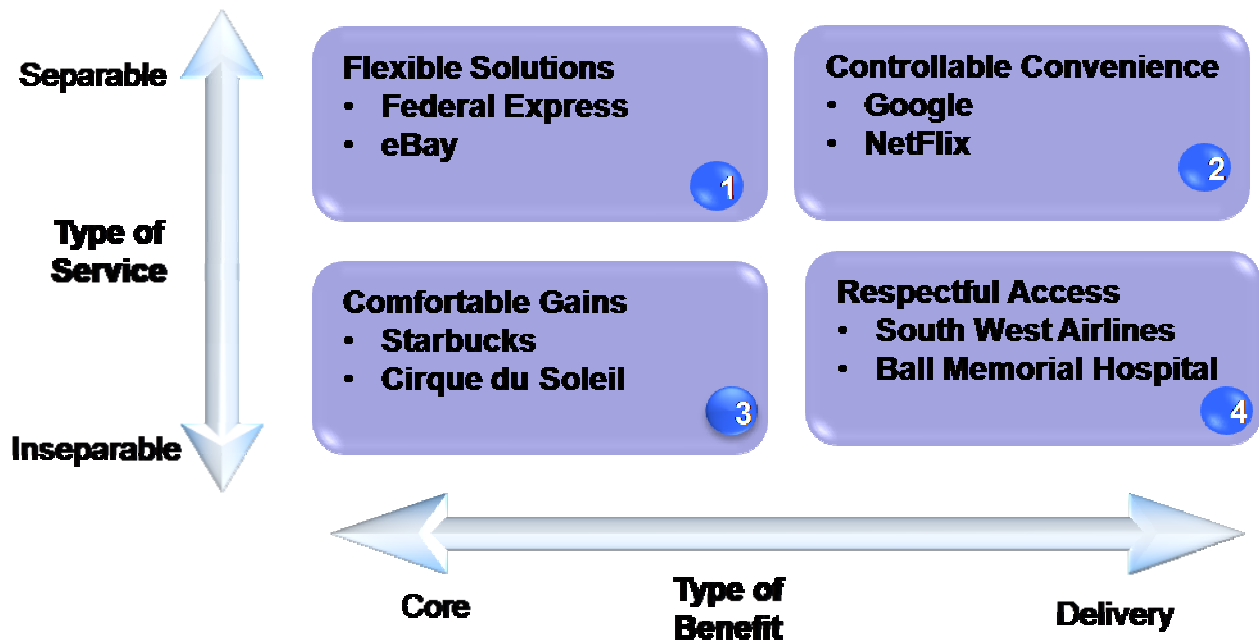 Separable
Type of
Service
Inseparable
Flexible Solutions
• Federal Express
• eBay
1
Controllable Convenience
• Google
• NetFlix
2
Comfortable Gains
• Starbucks
• Cirque du Soleil
3
Respectful Access
• South West Airlines
• Ball Memorial Hospital
4
Core
Type of
Benefit
Delivery